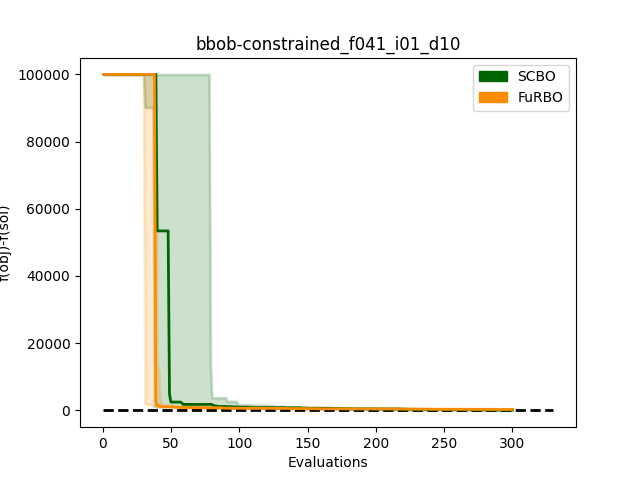 bbob-constrained_f041_i01_d10
SCBO
FuRBO
100000
80000
60000
40000
20000
0
f(obj)-f(sol)
0 50 100 150 200 250 300
Evaluations